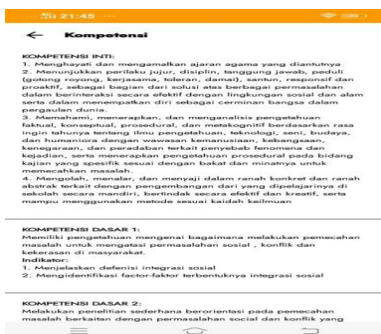 21:45
Kompetensi
KOMPETENSI INTI:
1. Menghayati dan mengamalkan ajaran agama yang diantutnya
2. Menunjukkan perilaku jujur, disiplin, tanggung jawab, peduli
(gotong royong, kerjasama, toleran, damai), santun, responsif dan
proaktif, sebagai bagian dari solusi atas berbagai permasalahan
dalam berinteraksi secara efektif dengan lingkungan sosial dan alam
serta dalam menempatkan diri sebagai cerminan bangsa dalam
pergaulan dunia.
3. Memahami, menerapkan, dan menganalisis pengetahuan
faktual, konseptual, prosedural, dan metakognitif berdasarkan rasa
ingin tahunya tentang ilmu pengetahuan, teknologi, seni, budaya,
dan humaniora dengan wawasan kemanusiaan, kebangsaan,
kenegaraan, dan peradaban terkait penyebab fenomena dan
kejadian, serta menerapkan pengetahuan prosedural pada bidang
kajian yang spesifik sesuai dengan bakat dan minatnya untuk
memecahkan masalah.
4. Mengolah, menalar, dan menyaji dalam ranah konkret dan ranah
abstrak terkait dengan pengembangan dari yang dipelajarinya di
sekolah secara mandiri, bertindak secara efektif dan kreatif, serta
mampu menggunakan metode sesuai kaidah keilmuan
KOMPETENSI DASAR 1:
Memiliki pengetahuan mengenai bagaimana melakukan pemecahan
masalah untuk mengatasi permasalahan sosial , konflik dan
kekerasan di masyarakat.
Indikator:
1. Menjelaskan defenisi integrasi sosial
2. Mengidentifikasi factor-faktor terbentuknya integrasi sosial
KOMPETENSI DASAR 2:
Melakukan penelitian sederhana berorientasi pada pemecahan
masalah berkaitan dengan permasalahan social dan konflik yang